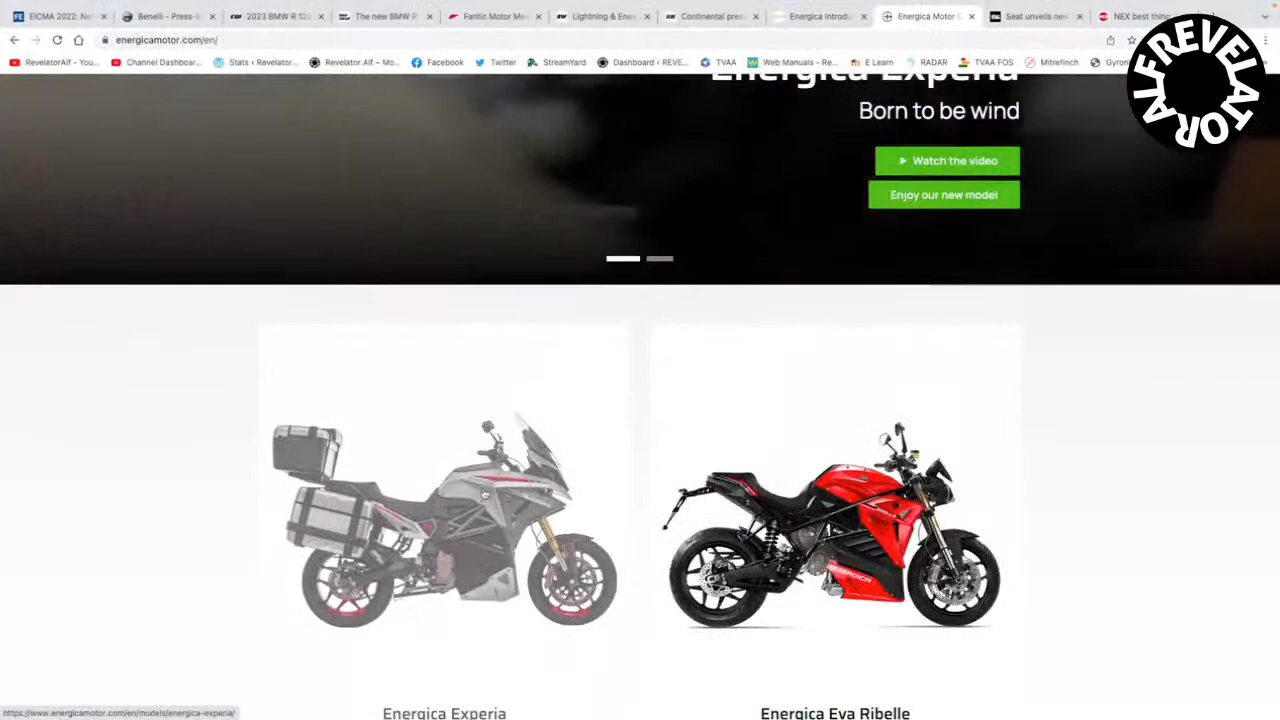 EICMA 2022: Ne
Benelli - Press-k
2023 BMW R 125
The new BMW R
Fantic Motor Me
Lightning & Ener
Continental pres
Energica Introdu
Energica Motor C
Seat unveils new
NEX best thing
energicamotor.com/en/
RevelatorAlf - You...
Channel Dashboar...
Stats ‹ Revelator...
Revelator Alf – Mo...
Facebook
Twitter
StreamYard
Dashboard ‹ REVE...
TVAA
Web Manuals - Re...
E Learn
RADAR
TVAA FOS
Mitrefinch
Gyron
REVELATOR ALF
Energica Experia
Born to be wind
Watch the video
Enjoy our new model
ENERGICA
Energica Experia
Energica Eva Ribelle
https://www.energicamotor.com/en/models/energica-experia/